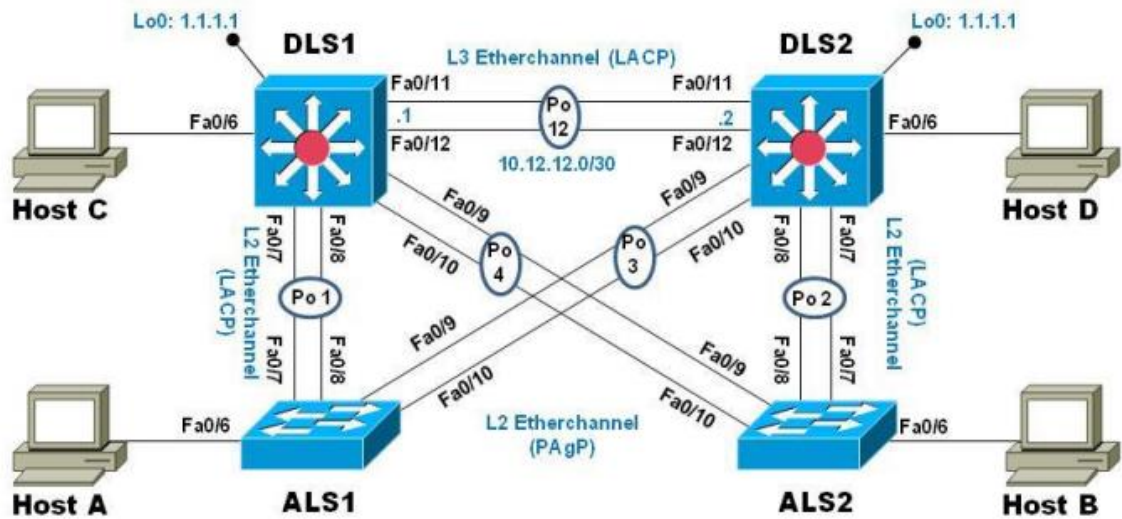 Lo0: 1.1.1.1
Lo0: 1.1.1.1
DLS1
DLS2
L3 Etherchannel (LACP)
Fa0/11
Fa0/11
Fa0/6
.1
Po
12
.2
Fa0/6
Fa0/12
Fa0/12
10.12.12.0/30
Host C
Host D
Fa0/9
Fa0/9
Fa0/7
Fa0/8
Fa0/10
Po
4
Po
3
Fa0/10
Fa0/8
Fa0/7
L2 Etherchannel
(LACP)
Po 1
Po 2
(LACP)
L2 Etherchannel
Fa0/7
Fa0/8
Fa0/9
Fa0/10
Fa0/9
Fa0/10
Fa0/8
Fa0/7
L2 Etherchannel
(PAgP)
Fa0/6
Fa0/6
Host A
ALS1
ALS2
Host B